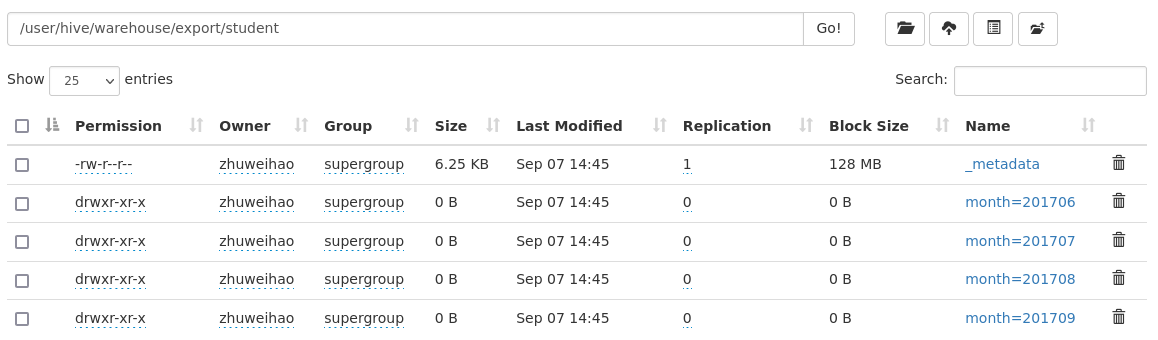 /user/hive/warehouse/export/student Go!
Show 25 entries Search:
Permission Owner Group Size Last Modified Replication Block Size Name
-rw-r--r-- zhuweihao supergroup 6.25 KB Sep 07 14:45 1 128 MB _metadata
drwxr-xr-x zhuweihao supergroup 0 B Sep 07 14:45 0 0 B month=201706
drwxr-xr-x zhuweihao supergroup 0 B Sep 07 14:45 0 0 B month=201707
drwxr-xr-x zhuweihao supergroup 0 B Sep 07 14:45 0 0 B month=201708
drwxr-xr-x zhuweihao supergroup 0 B Sep 07 14:45 0 0 B month=201709